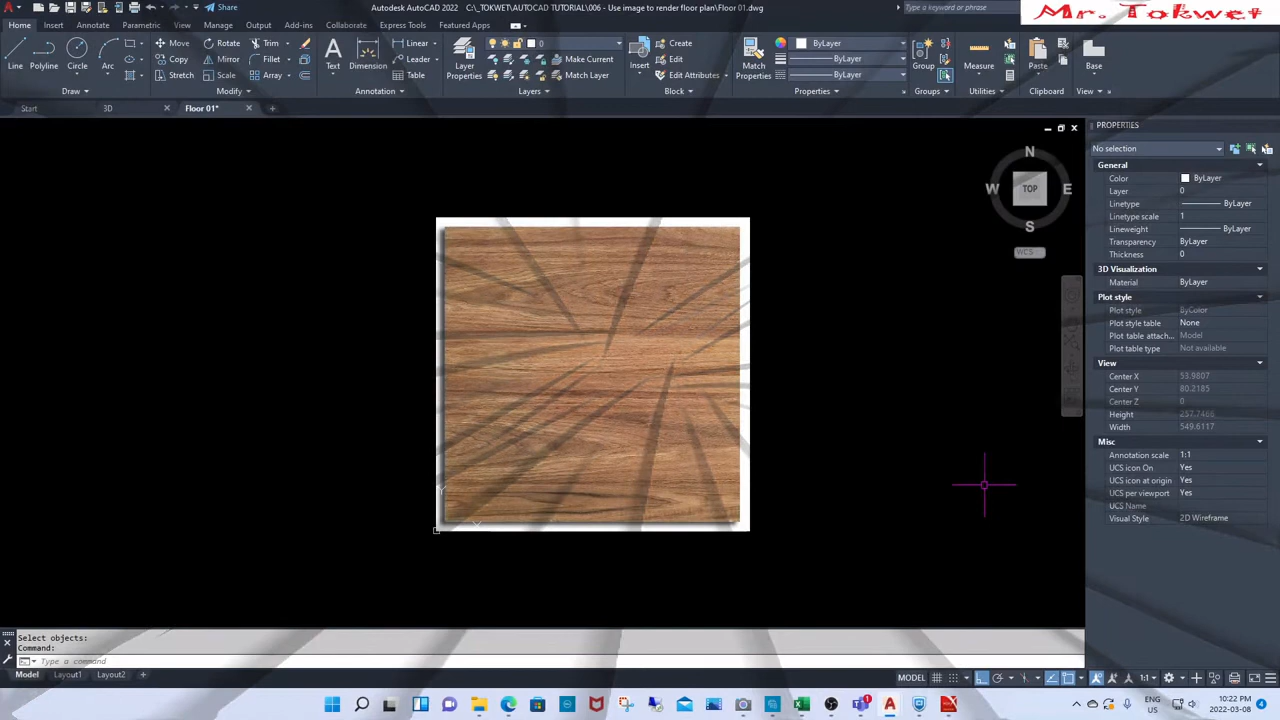 Share
Autodesk AutoCAD 2022 C:\_TOKWET\AUTOCAD TUTORIAL\006 - Use image to render floor plan\Floor 01.dwg
Type a keyword or phrase
Mr. Tokwet
Home Insert Annotate Parametric View Manage Output Add-ins Collaborate Express Tools Featured Apps
Line Polyline Circle Arc
Move Rotate Trim
Copy Mirror Fillet
Stretch Scale Array
Text Dimension
Linear
Leader
Table
Layer Properties
0
Make Current
Match Layer
Insert
Create
Edit
Edit Attributes
Match Properties
ByLayer
ByLayer
ByLayer
Group
Measure
Paste
Base
Draw Modify Annotation Layers Block Properties Groups Utilities Clipboard View
Start 3D Floor 01*
PROPERTIES
No selection
General
Color ByLayer
Layer 0
Linetype ByLayer
Linetype scale 1
Lineweight ByLayer
Transparency ByLayer
Thickness 0
3D Visualization
Material ByLayer
Plot style
Plot style ByColor
Plot style table None
Plot table attach... Model
Plot table type Not available
View
Center X 53.9807
Center Y 80.2185
Center Z 0
Height 257.7466
Width 549.6117
Misc
Annotation scale 1:1
UCS icon On Yes
UCS icon at origin Yes
UCS per viewport Yes
UCS Name
Visual Style 2D Wireframe
N
W TOP E
S
WCS
Y
X
Select objects:
Command:
Type a command
Model Layout1 Layout2
MODEL
1:1
ENG
US
10:22 PM
2022-03-08